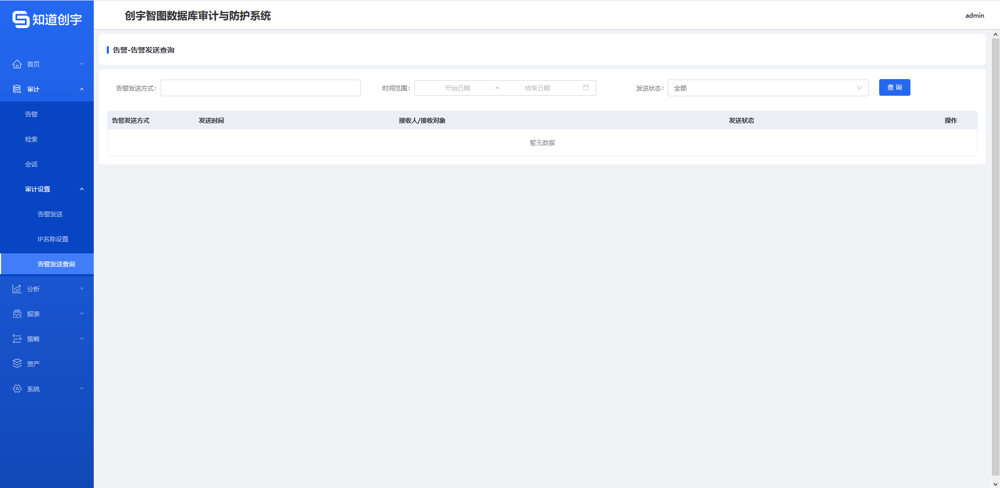 知道创宇
创宇智图数据库审计与防护系统
admin
首页
审计
告警
检索
会话
审计设置
告警发送
IP名称设置
告警发送查询
分析
报表
策略
资产
系统
告警-告警发送查询
告警发送方式：
时间范围： 开始日期 ~ 结束日期
发送状态： 全部
查 询
告警发送方式 发送时间 接收人/接收对象 发送状态 操作
暂无数据